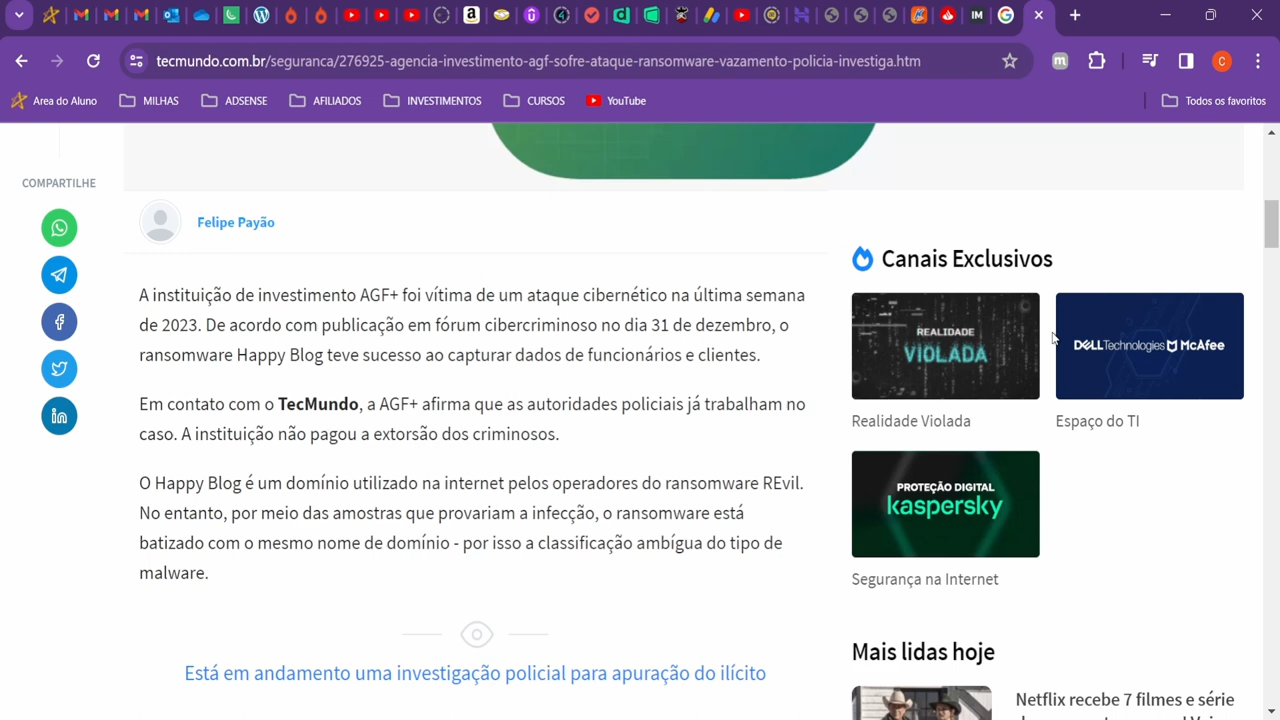 tecmundo.com.br/seguranca/276925-agencia-investimento-agf-sofre-ataque-ransomware-vazamento-policia-investiga.htm
Area do Aluno
MILHAS
ADSENSE
AFILIADOS
INVESTIMENTOS
CURSOS
YouTube
Todos os favoritos
COMPARTILHE
Felipe Payão
A instituição de investimento AGF+ foi vítima de um ataque cibernético na última semana
de 2023. De acordo com publicação em fórum cibercriminoso no dia 31 de dezembro, o
ransomware Happy Blog teve sucesso ao capturar dados de funcionários e clientes.
Em contato com o TecMundo, a AGF+ afirma que as autoridades policiais já trabalham no
caso. A instituição não pagou a extorsão dos criminosos.
O Happy Blog é um domínio utilizado na internet pelos operadores do ransomware REvil.
No entanto, por meio das amostras que provariam a infecção, o ransomware está
batizado com o mesmo nome de domínio - por isso a classificação ambígua do tipo de
malware.
Está em andamento uma investigação policial para apuração do ilícito
Canais Exclusivos
REALIDADE
VIOLADA
DELLTechnologies McAfee
Realidade Violada
Espaço do TI
PROTEÇÃO DIGITAL
kaspersky
Segurança na Internet
Mais lidas hoje
Netflix recebe 7 filmes e série